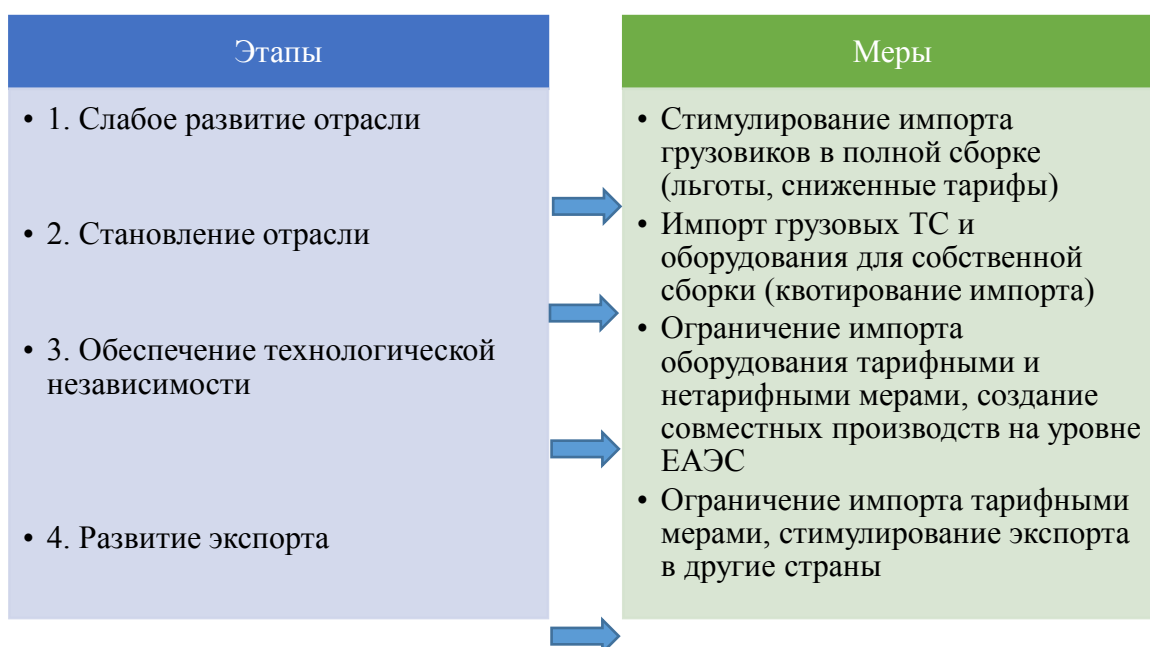 Этапы
• 1. Слабое развитие отрасли
• 2. Становление отрасли
• 3. Обеспечение технологической
независимости
• 4. Развитие экспорта
Меры
• Стимулирование импорта
грузовиков в полной сборке
(льготы, сниженные тарифы)
• Импорт грузовых ТС и
оборудования для собственной
сборки (квотирование импорта)
• Ограничение импорта
оборудования тарифными и
нетарифными мерами, создание
совместных производств на уровне
ЕАЭС
• Ограничение импорта тарифными
мерами, стимулирование экспорта
в другие страны